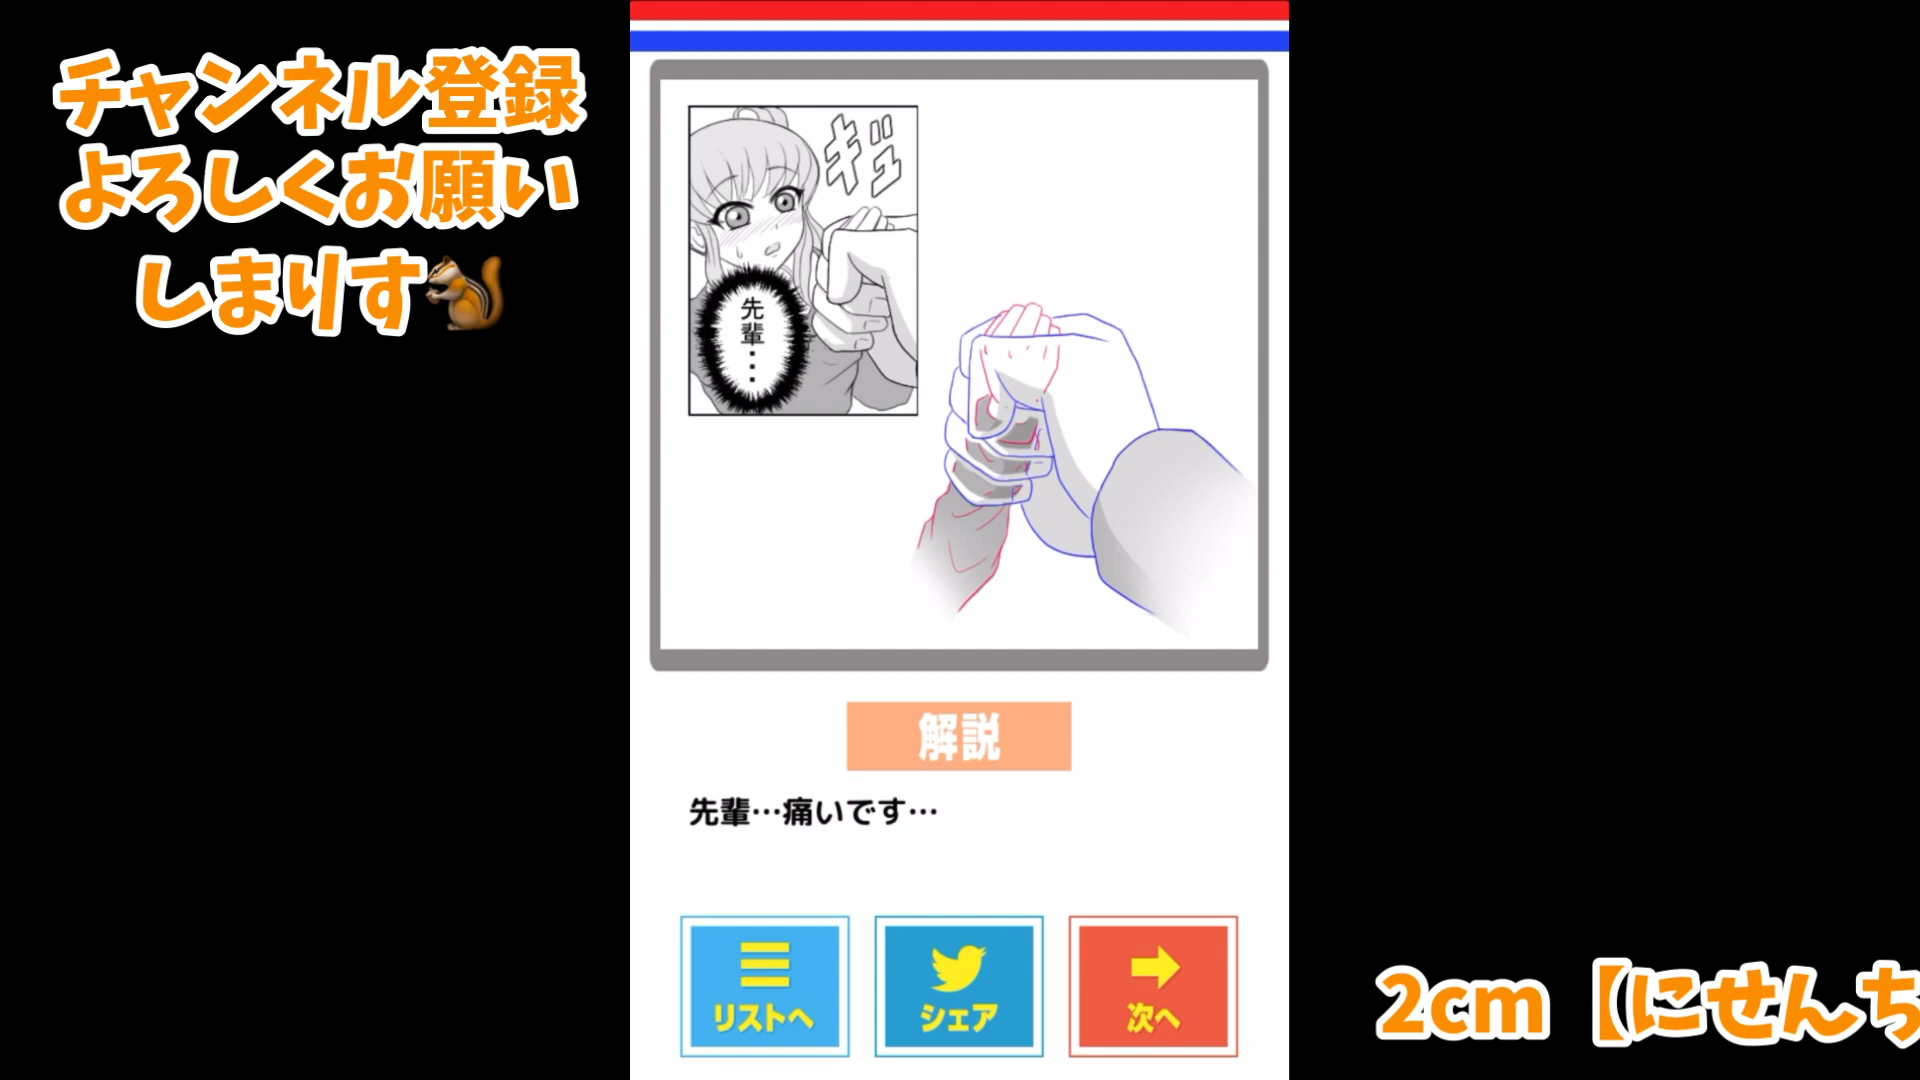 チャンネル登録
よろしくお願い
しまりす
ギュ
先輩…
解説
先輩…痛いです…
リストへ
シェア
次へ
2cm【にせんち